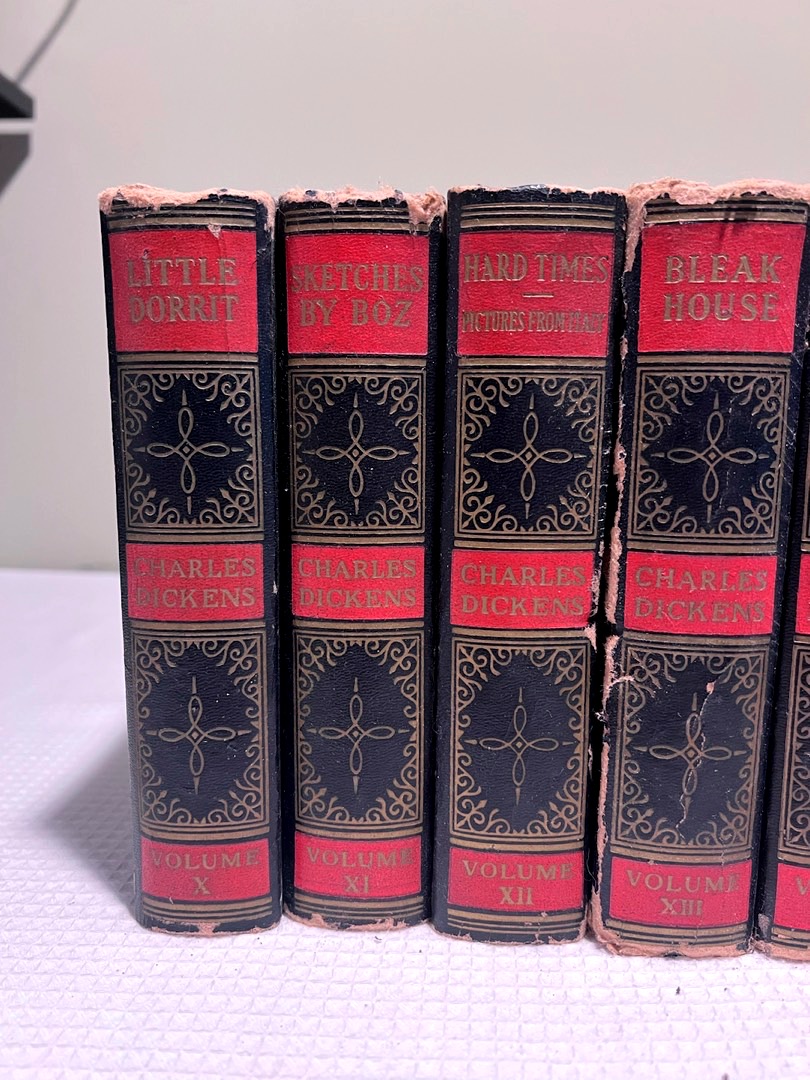 LITTLE
DORRIT
CHARLES
DICKENS
VOLUME
X
SKETCHES
BY BOZ
CHARLES
DICKENS
VOLUME
XI
HARD TIMES
PICTURES FROM ITALY
CHARLES
DICKENS
VOLUME
XII
BLEAK
HOUSE
CHARLES
DICKENS
VOLUME
XIII